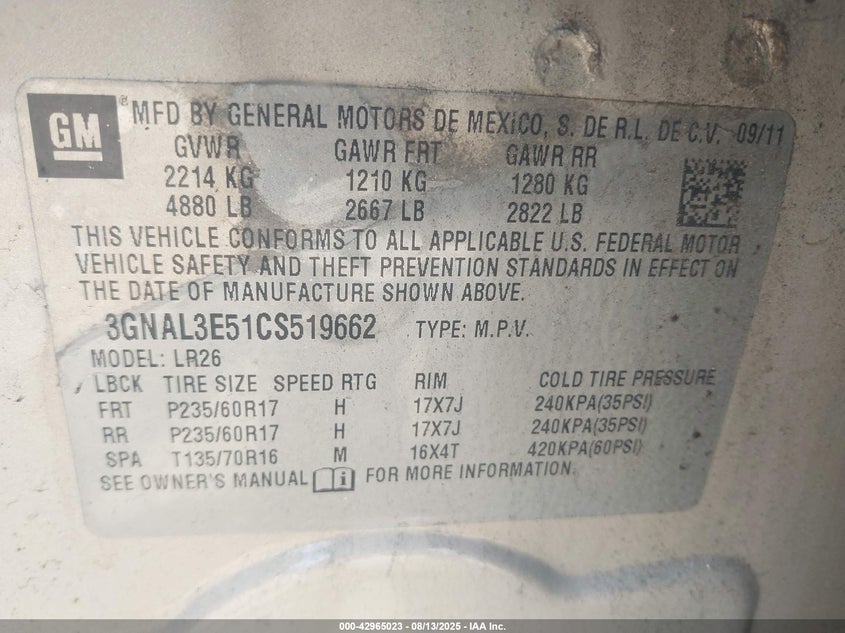 GM ® MFD BY GENERAL MOTORS DE MEXICO, S. DE R.L. DE C.V. 09/11
GVWR GAWR FRT GAWR RR
2214 KG 1210 KG 1280 KG
4880 LB 2667 LB 2822 LB
THIS VEHICLE CONFORMS TO ALL APPLICABLE U.S. FEDERAL MOTOR
VEHICLE SAFETY AND THEFT PREVENTION STANDARDS IN EFFECT ON
THE DATE OF MANUFACTURE SHOWN ABOVE.
3GNAL3E51CS519662 TYPE: M.P.V.
MODEL: LR26
LBCK TIRE SIZE SPEED RTG RIM COLD TIRE PRESSURE
FRT P235/60R17 H 17X7J 240KPA(35PSI)
RR P235/60R17 H 17X7J 240KPA(35PSI)
SPA T135/70R16 M 16X4T 420KPA(60PSI)
SEE OWNER'S MANUAL i FOR MORE INFORMATION.
000-42965023 - 08/13/2025 - IAA Inc.